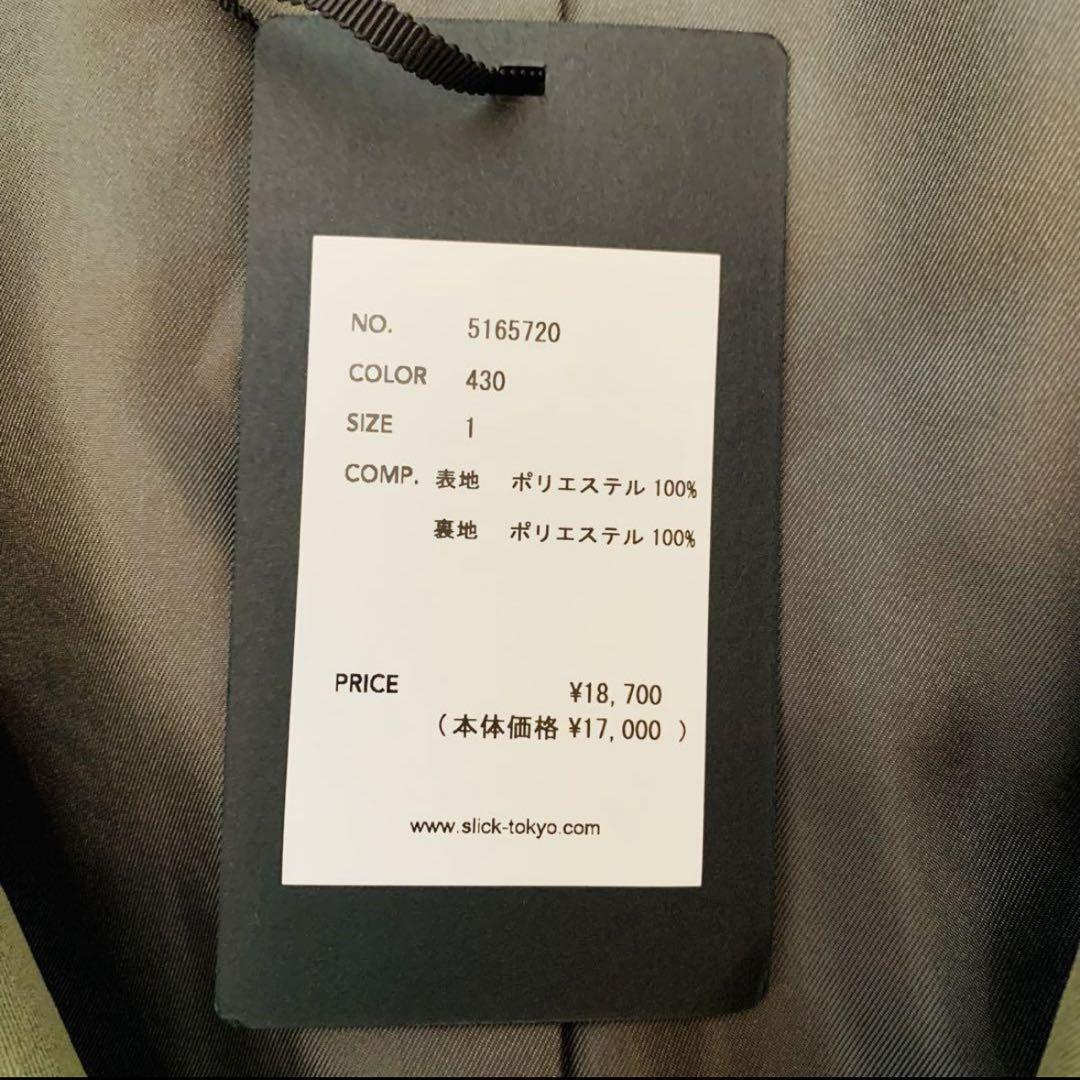 NO. 5165720
COLOR 430
SIZE 1
COMP. 表地 ポリエステル 100%
裏地 ポリエステル 100%
PRICE ¥18,700
(本体価格 ¥17,000 )
www.slick-tokyo.com